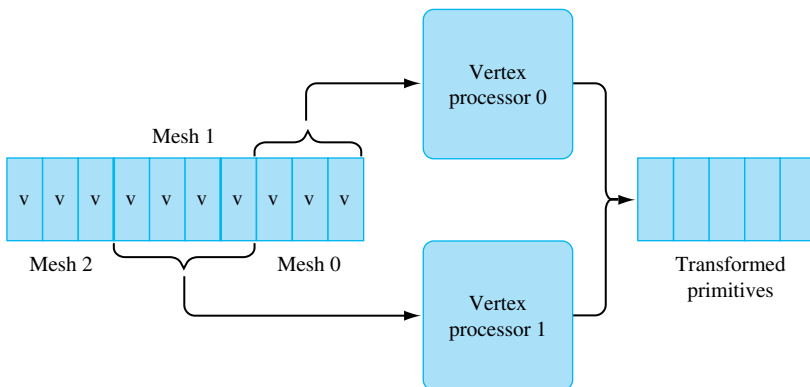 Vertex
processor 0
Mesh 1
v v v v v v v v v v
Mesh 2
Mesh 0
Vertex
processor 1
Transformed
primitives